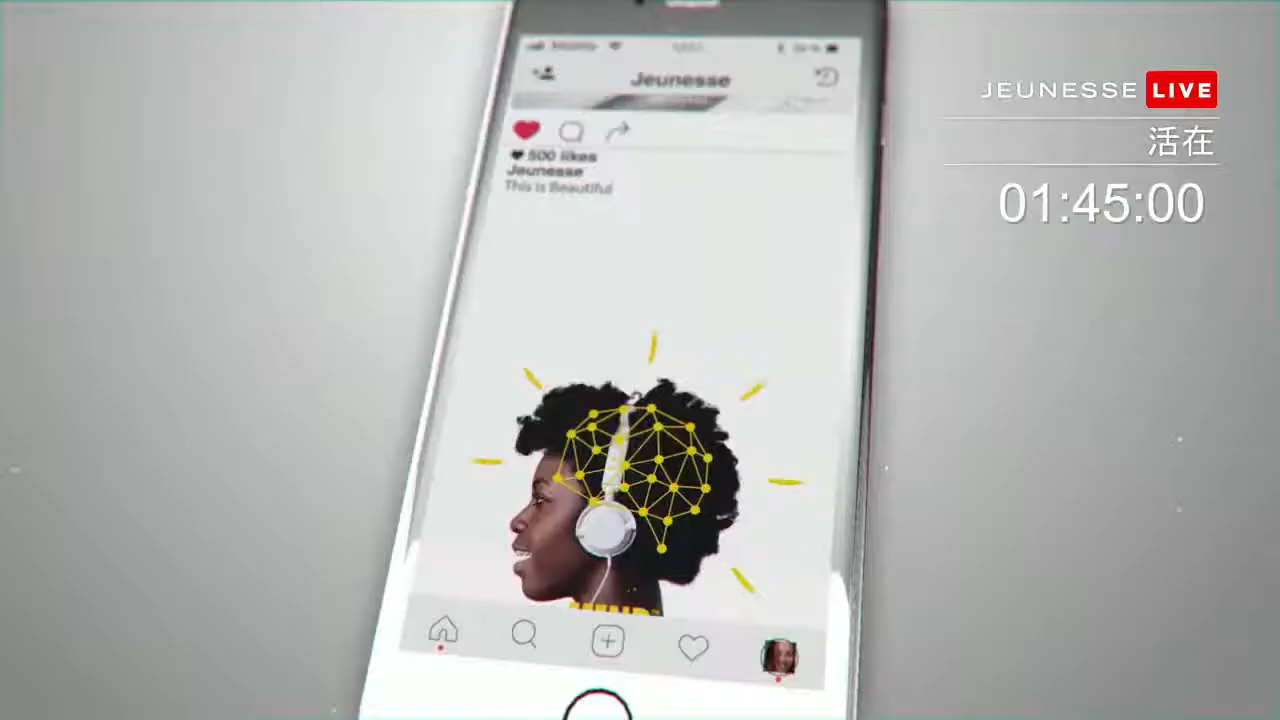 Jeunesse
500 likes
Jeunesse
This is Beautiful
JEUNESSE LIVE
活在
01:45:00